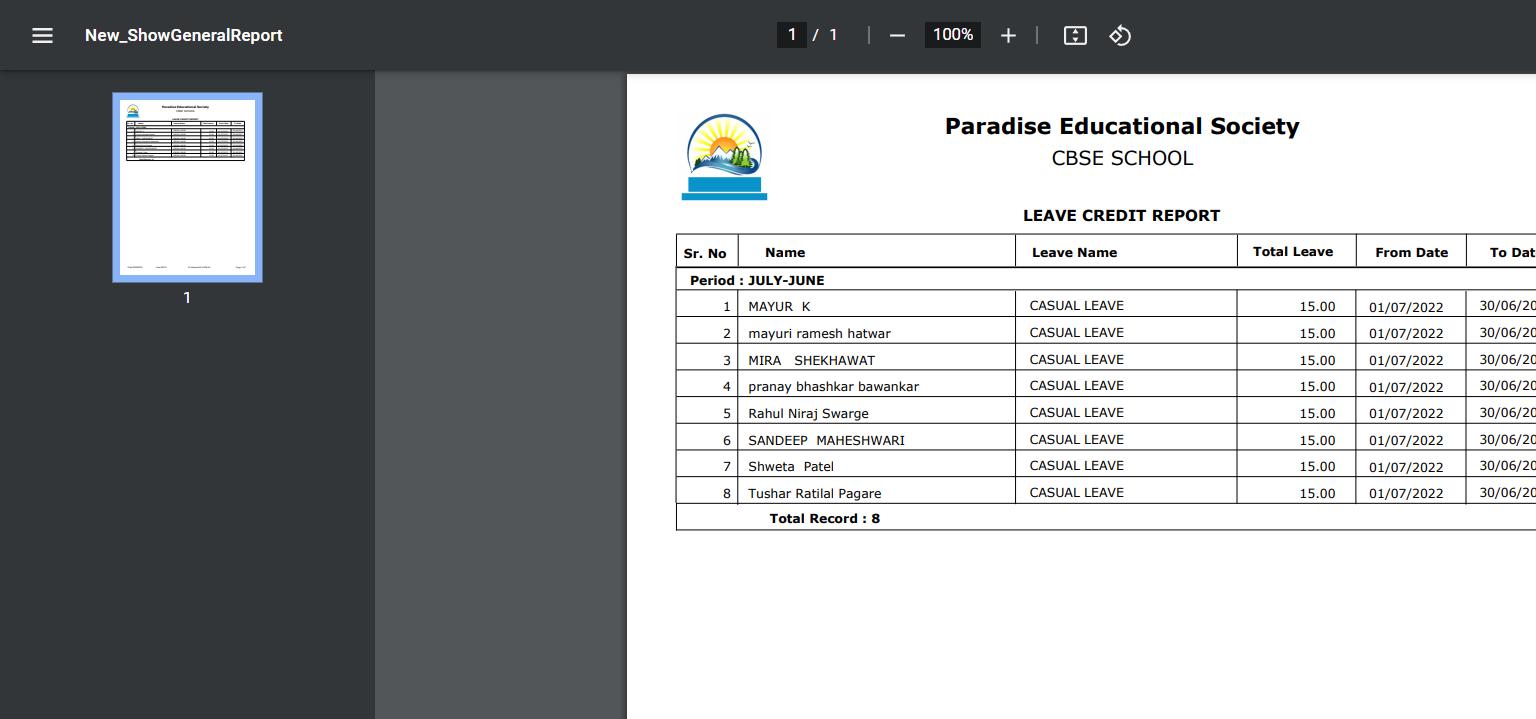 New_ShowGeneralReport
1 / 1
100%
1
Paradise Educational Society
CBSE SCHOOL
LEAVE CREDIT REPORT
Sr. No Name Leave Name Total Leave From Date To Dat
Period : JULY-JUNE
1 MAYUR K CASUAL LEAVE 15.00 01/07/2022 30/06/20
2 mayuri ramesh hatwar CASUAL LEAVE 15.00 01/07/2022 30/06/20
3 MIRA SHEKHAWAT CASUAL LEAVE 15.00 01/07/2022 30/06/20
4 pranay bhashkar bawankar CASUAL LEAVE 15.00 01/07/2022 30/06/20
5 Rahul Niraj Swarge CASUAL LEAVE 15.00 01/07/2022 30/06/20
6 SANDEEP MAHESHWARI CASUAL LEAVE 15.00 01/07/2022 30/06/20
7 Shweta Patel CASUAL LEAVE 15.00 01/07/2022 30/06/20
8 Tushar Ratilal Pagare CASUAL LEAVE 15.00 01/07/2022 30/06/20
Total Record : 8